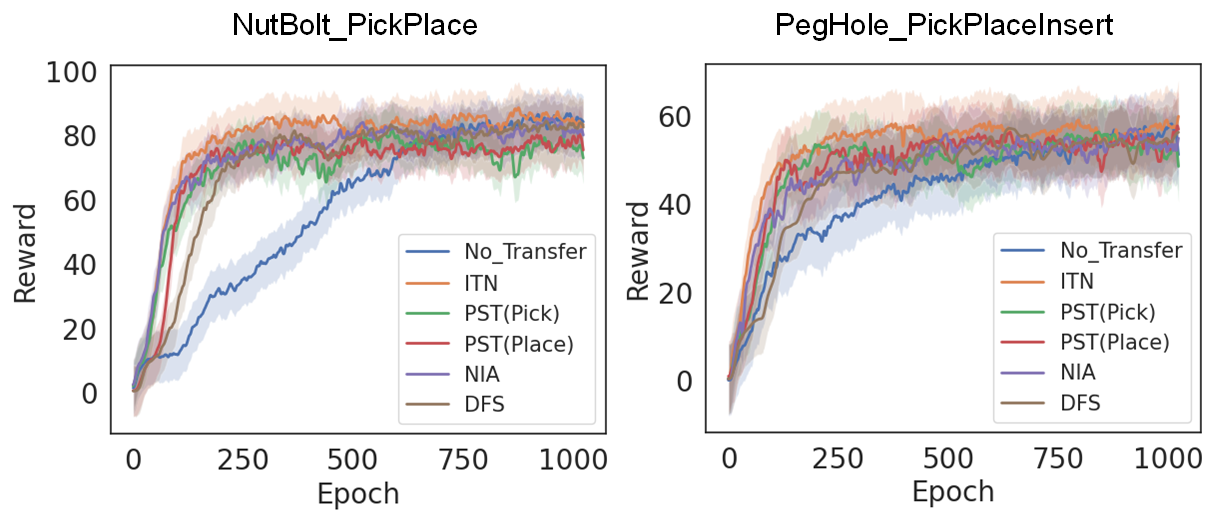 NutBolt_PickPlace
100
80
60
40
20
0
Reward
0 250 500 750 1000
Epoch
No_Transfer
ITN
PST(Pick)
PST(Place)
NIA
DFS
PegHole_PickPlaceInsert
60
40
20
0
Reward
0 250 500 750 1000
Epoch
No_Transfer
ITN
PST(Pick)
PST(Place)
NIA
DFS